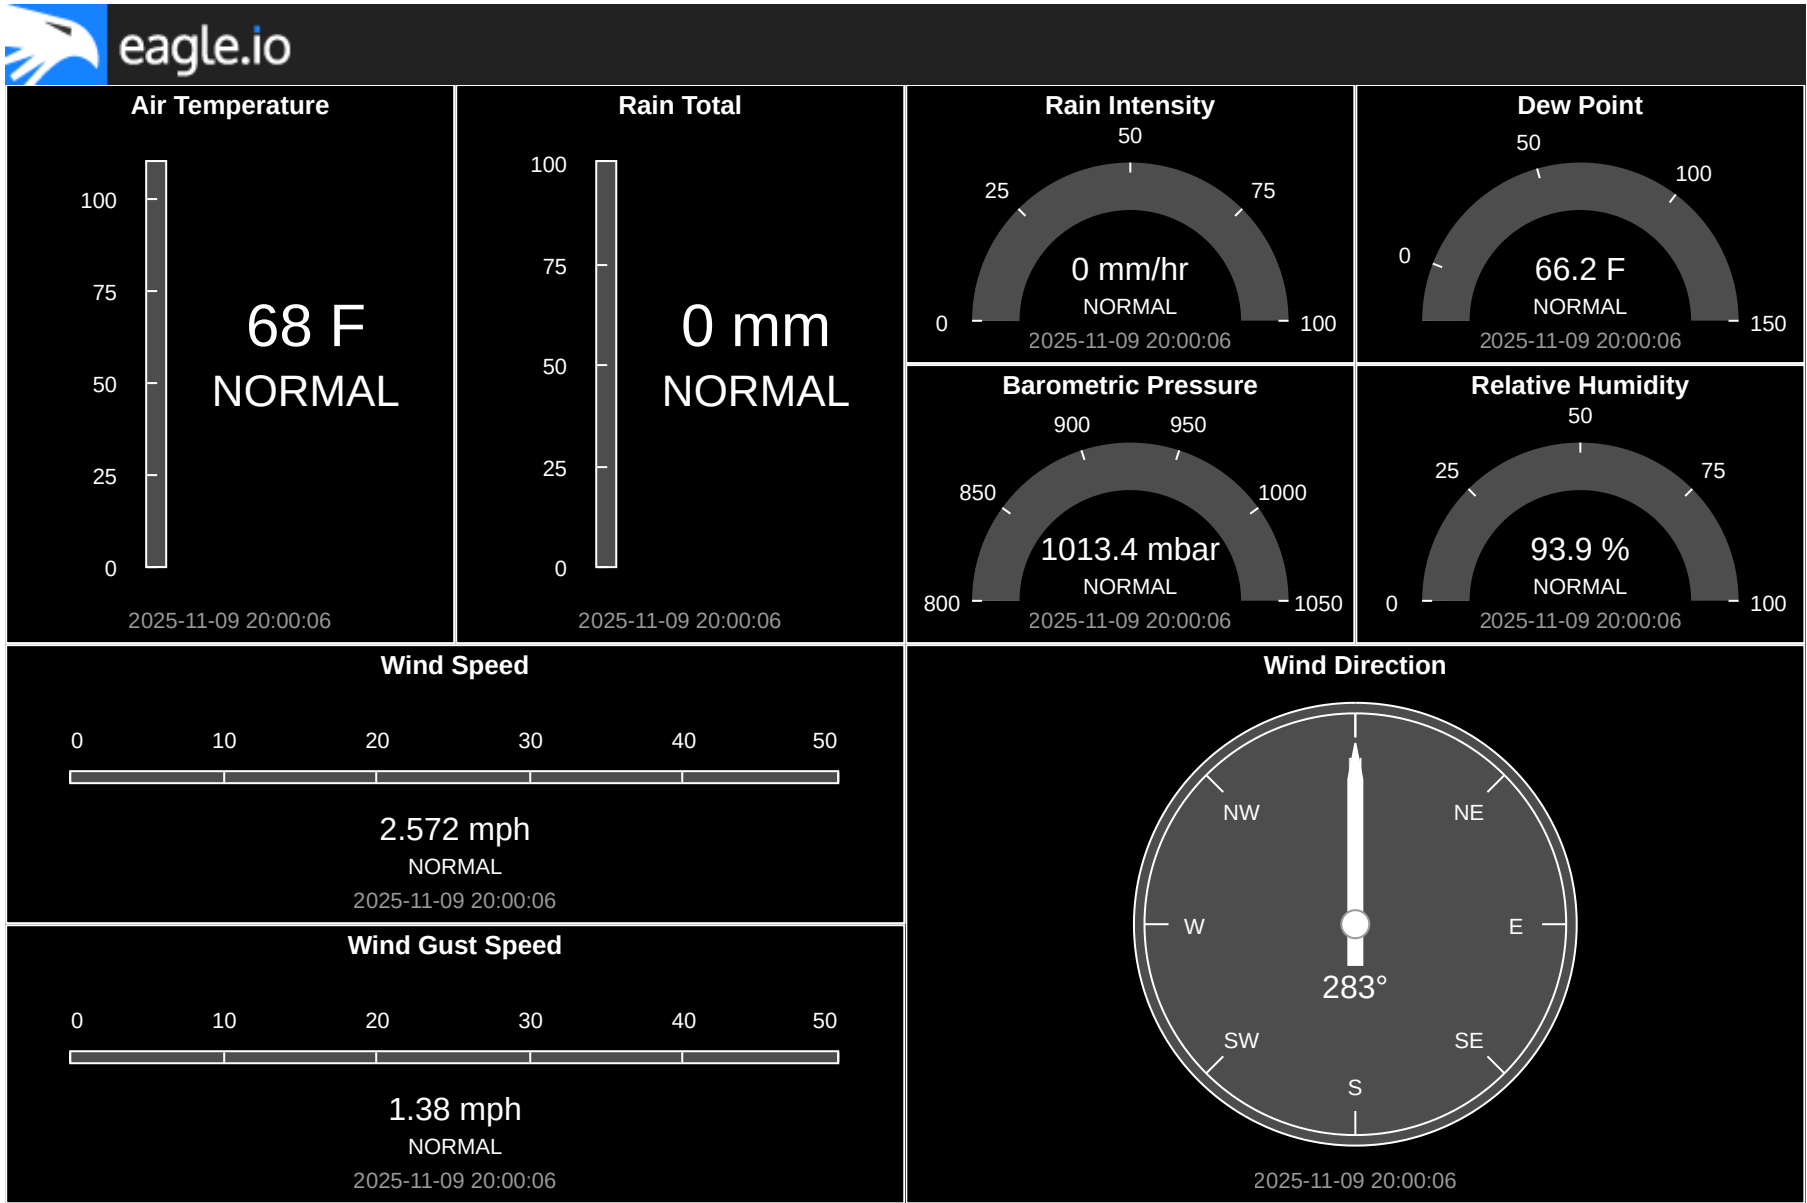 eagle.io
Air Temperature
100
75
50
25
0
68 F
NORMAL
2025-11-09 20:00:06
Rain Total
100
75
50
25
0
0 mm
NORMAL
2025-11-09 20:00:06
Rain Intensity
50
25
75
0
100
0 mm/hr
NORMAL
2025-11-09 20:00:06
Dew Point
50
100
0
150
66.2 F
NORMAL
2025-11-09 20:00:06
Barometric Pressure
900
950
850
1000
800
1050
1013.4 mbar
NORMAL
2025-11-09 20:00:06
Relative Humidity
50
25
75
0
100
93.9 %
NORMAL
2025-11-09 20:00:06
Wind Speed
0 10 20 30 40 50
2.572 mph
NORMAL
2025-11-09 20:00:06
Wind Gust Speed
0 10 20 30 40 50
1.38 mph
NORMAL
2025-11-09 20:00:06
Wind Direction
NW NE
W E
283°
SW SE
S
2025-11-09 20:00:06